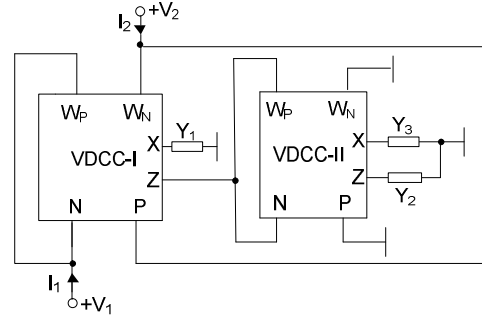 I₂ +V₂
Wₚ Wₙ
X Y₁
VDCC-I
Z
N P
Wₚ Wₙ
X Y₃
VDCC-II
Z
N P Y₂
I₁
+V₁